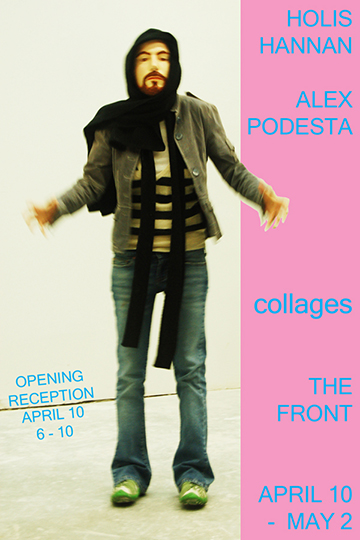 HOLIS
HANNAN
ALEX
PODESTA
collages
OPENING
RECEPTION
APRIL 10
6 - 10
THE
FRONT
APRIL 10
- MAY 2